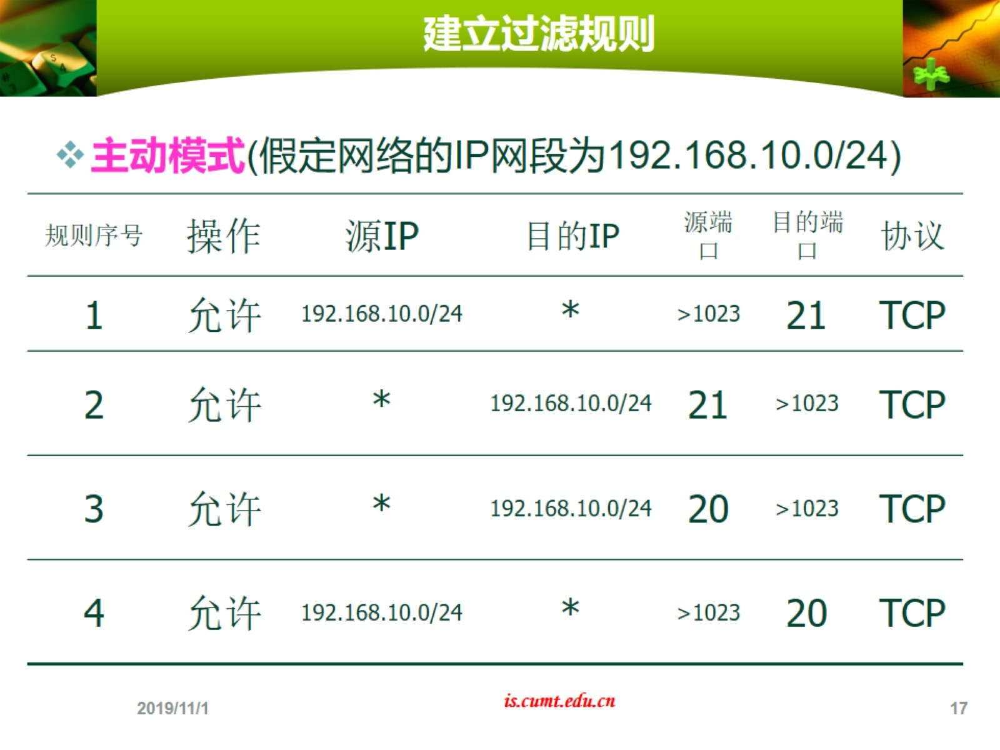 建立过滤规则
主动模式(假定网络的IP网段为192.168.10.0/24)
规则序号 操作 源IP 目的IP 源端口 目的端口 协议
1 允许 192.168.10.0/24 * >1023 21 TCP
2 允许 * 192.168.10.0/24 21 >1023 TCP
3 允许 * 192.168.10.0/24 20 >1023 TCP
4 允许 192.168.10.0/24 * >1023 20 TCP
2019/11/1 is.cumt.edu.cn 17